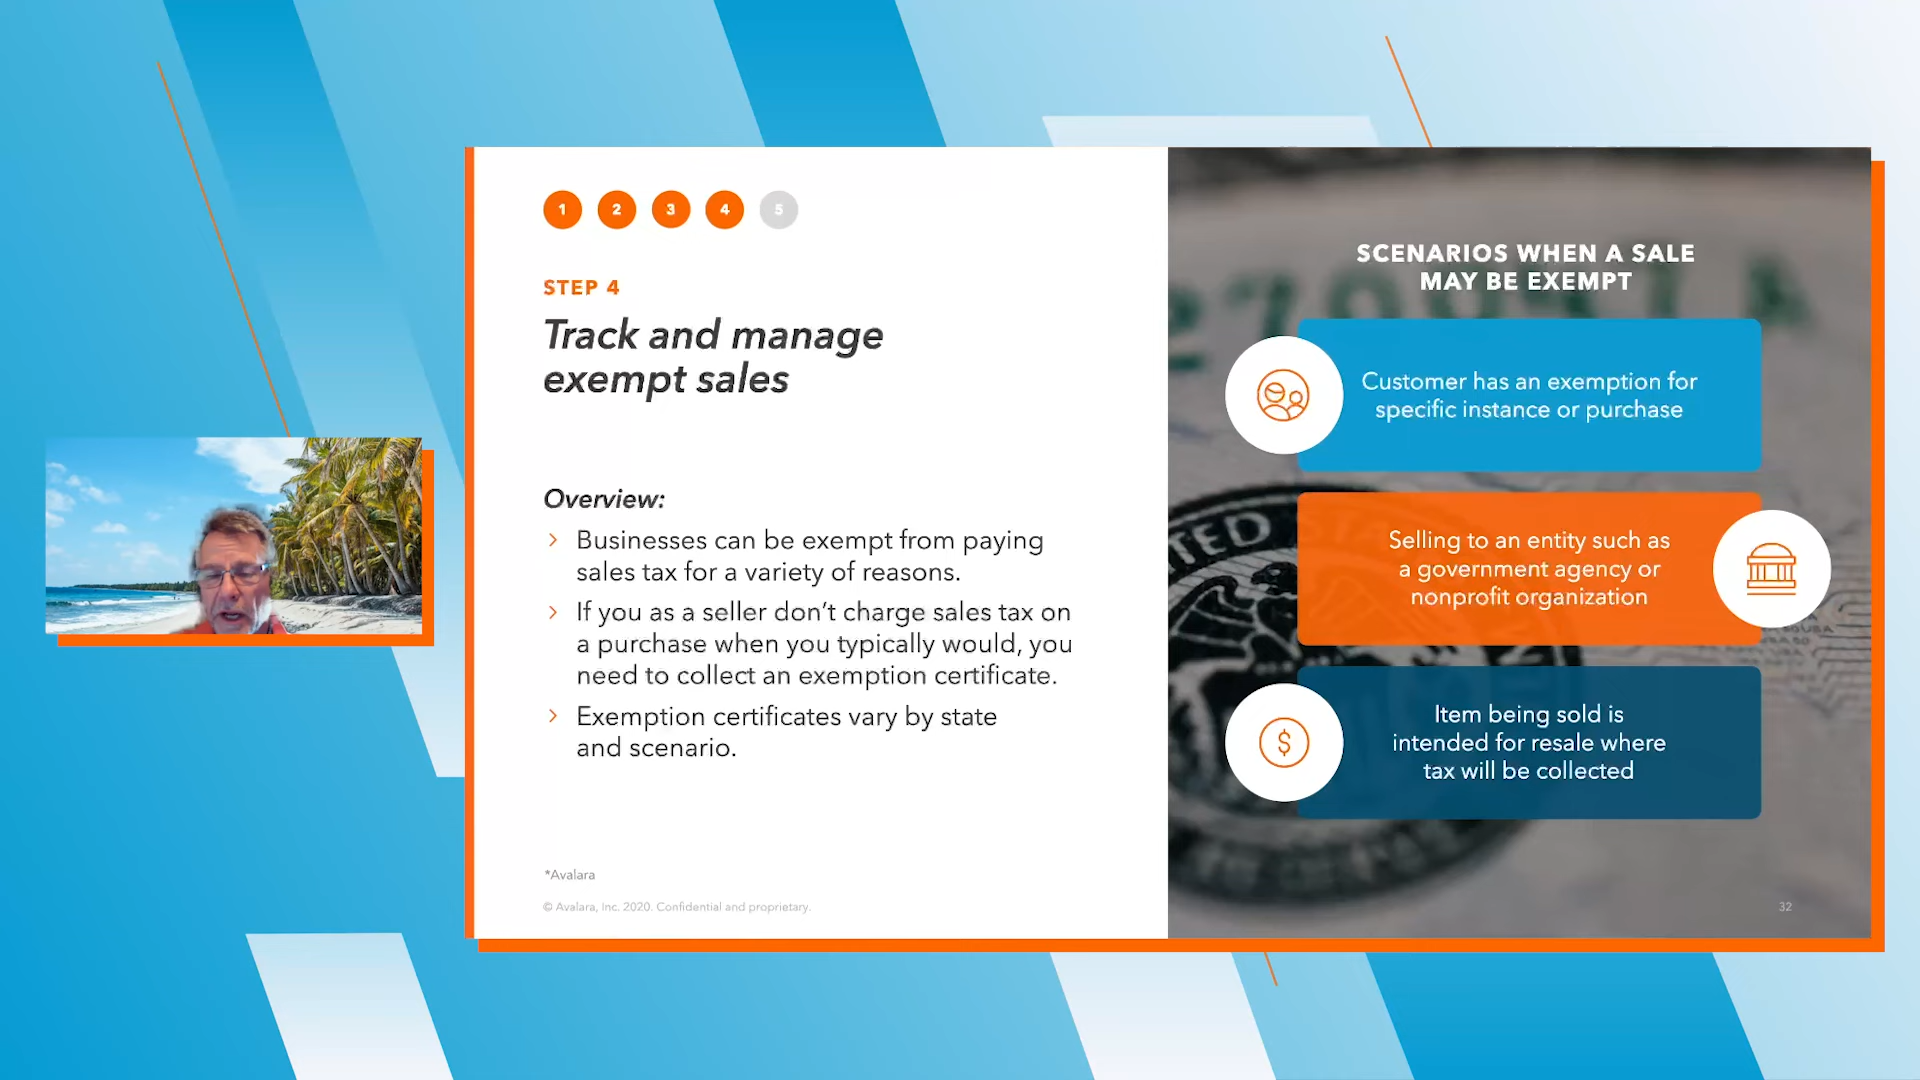 1 2 3 4 5
STEP 4
Track and manage
exempt sales
Overview:
Businesses can be exempt from paying
sales tax for a variety of reasons.
If you as a seller don’t charge sales tax on
a purchase when you typically would, you
need to collect an exemption certificate.
Exemption certificates vary by state
and scenario.
*Avalara
© Avalara, Inc. 2020. Confidential and proprietary.
SCENARIOS WHEN A SALE
MAY BE EXEMPT
Customer has an exemption for
specific instance or purchase
Selling to an entity such as
a government agency or
nonprofit organization
Item being sold is
intended for resale where
tax will be collected
$
UNITED STA
32